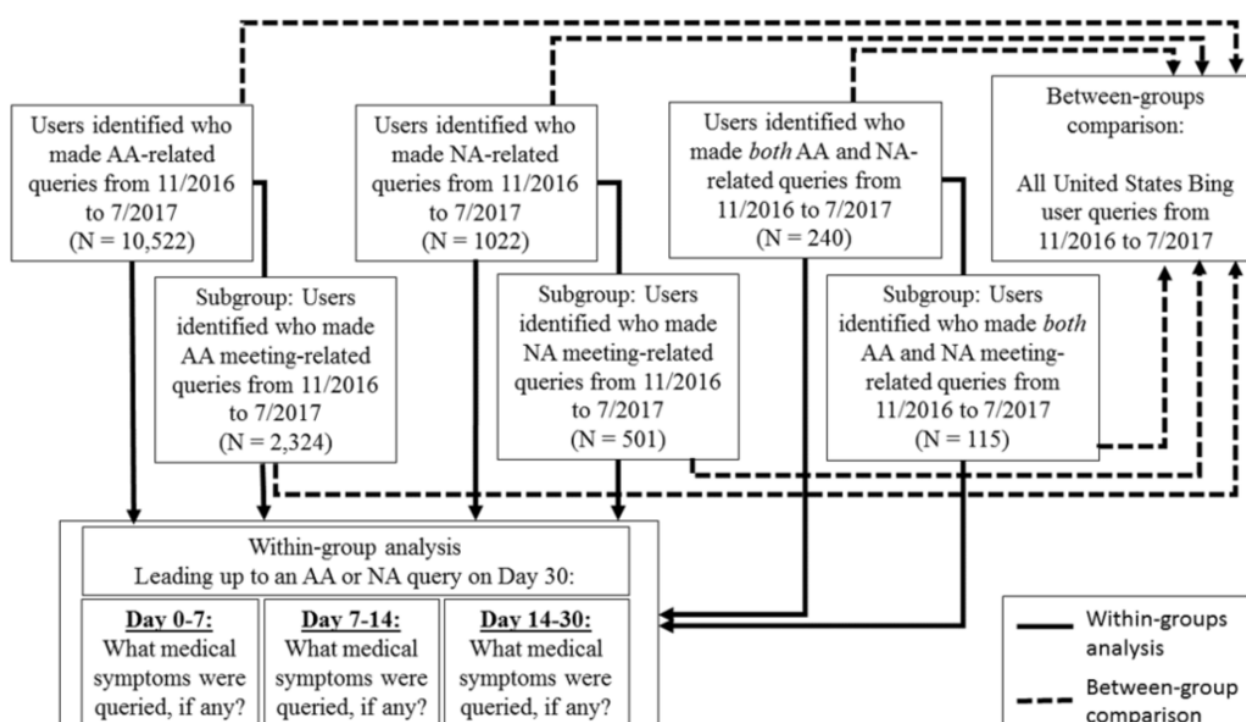 Users identified who
made AA-related
queries from 11/2016
to 7/2017
(N = 10,522)
Users identified who
made NA-related
queries from 11/2016
to 7/2017
(N = 1022)
Users identified who
made both AA and NA-
related queries from
11/2016 to 7/2017
(N = 240)
Between-groups
comparison:
All United States Bing
user queries from
11/2016 to 7/2017
Subgroup: Users
identified who made
AA meeting-related
queries from 11/2016
to 7/2017
(N = 2,324)
Subgroup: Users
identified who made
NA meeting-related
queries from 11/2016
to 7/2017
(N = 501)
Subgroup: Users
identified who made both
AA and NA meeting-
related queries from
11/2016 to 7/2017
(N = 115)
Within-group analysis
Leading up to an AA or NA query on Day 30:
Day 0-7:
What medical
symptoms were
queried, if any?
Day 7-14:
What medical
symptoms were
queried, if any?
Day 14-30:
What medical
symptoms were
queried, if any?
Within-groups
analysis
Between-group
comparison